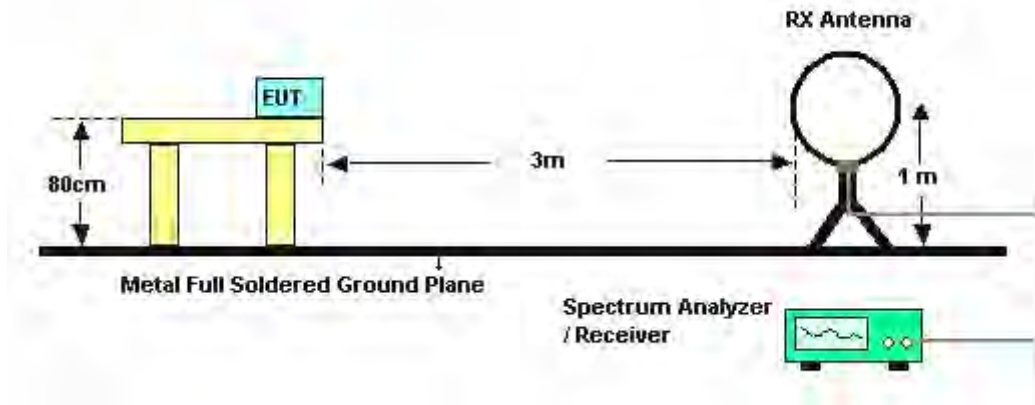 RX Antenna
EUT
3m
80cm
1 m
Metal Full Soldered Ground Plane
Spectrum Analyzer
/ Receiver